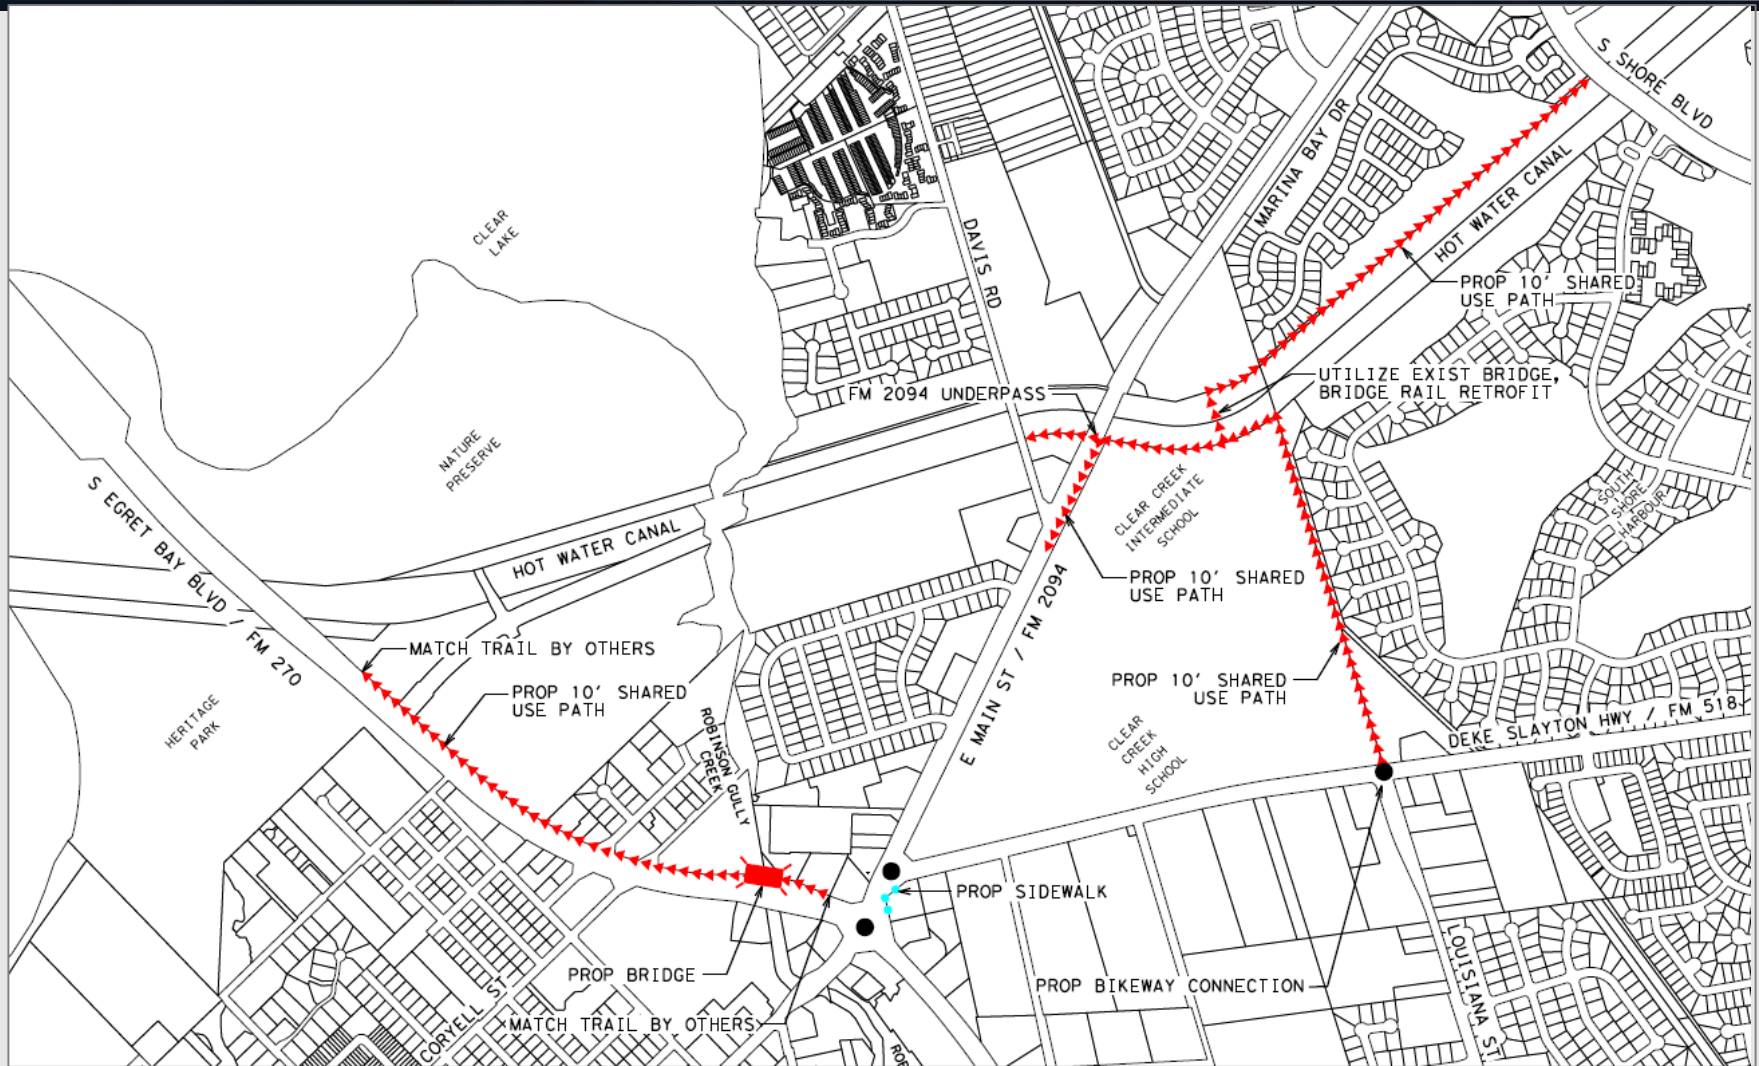 S SHORE BLVD
MARINA BAY DR
HOT WATER CANAL
CLEAR
LAKE
DAVIS RD
PROP 10' SHARED
USE PATH
UTILIZE EXIST BRIDGE,
BRIDGE RAIL RETROFIT
FM 2094 UNDERPASS
NATURE
PRESERVE
CLEAR CREEK
INTERMEDIATE
SCHOOL
SOUTH
SHORE
HARBOUR
S EGRET BAY BLVD / FM 270
HOT WATER CANAL
PROP 10' SHARED
USE PATH
E MAIN ST / FM 2094
MATCH TRAIL BY OTHERS
PROP 10' SHARED
USE PATH
PROP 10' SHARED
USE PATH
HERITAGE
PARK
ROBINSON GULLY
CREEK
CLEAR
CREEK
HIGH
SCHOOL
DEKE SLAYTON HWY / FM 518
PROP SIDEWALK
PROP BRIDGE
PROP BIKEWAY CONNECTION
LOUISIANA ST
MATCH TRAIL BY OTHERS
CORYELL ST